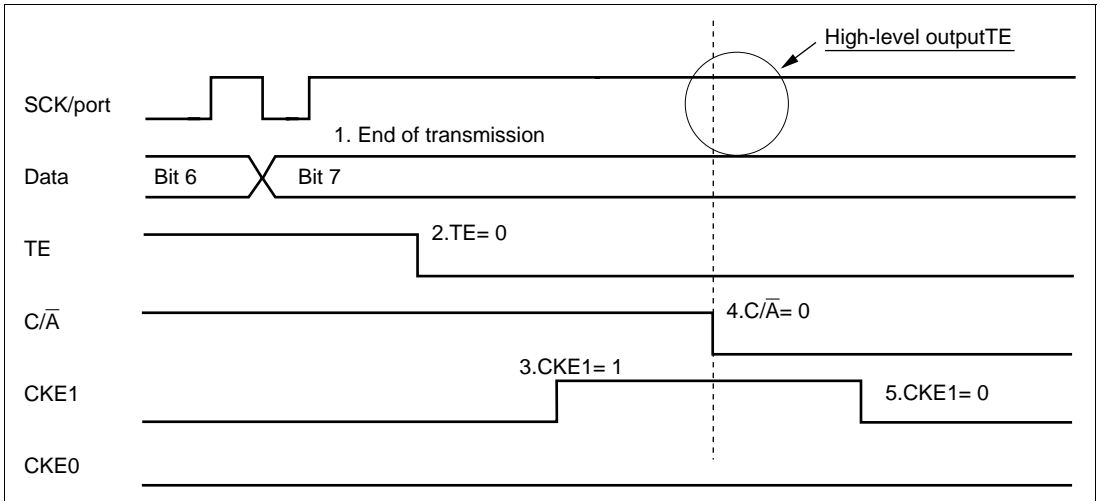 High-level outputTE
SCK/port
1. End of transmission
Data Bit 6 Bit 7
TE 2.TE= 0
C/A̅ 4.C/A̅= 0
3.CKE1= 1
CKE1 5.CKE1= 0
CKE0